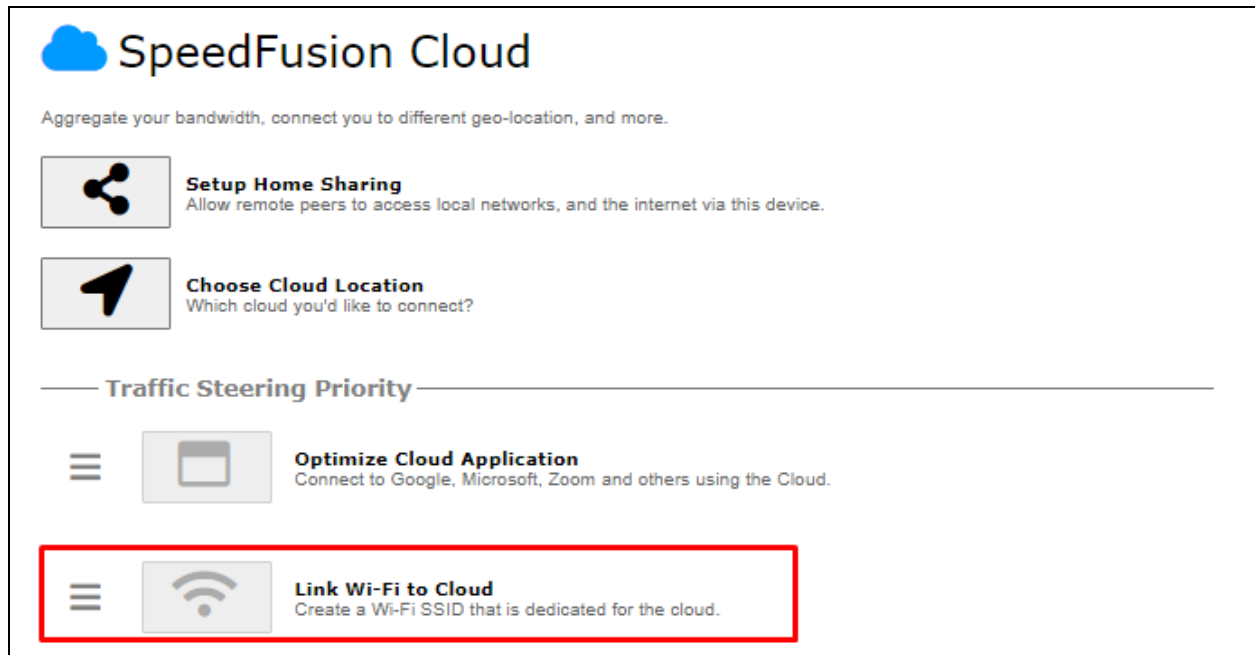 SpeedFusion Cloud
Aggregate your bandwidth, connect you to different geo-location, and more.
Setup Home Sharing
Allow remote peers to access local networks, and the internet via this device.
Choose Cloud Location
Which cloud you'd like to connect?
Traffic Steering Priority
Optimize Cloud Application
Connect to Google, Microsoft, Zoom and others using the Cloud.
Link Wi-Fi to Cloud
Create a Wi-Fi SSID that is dedicated for the cloud.